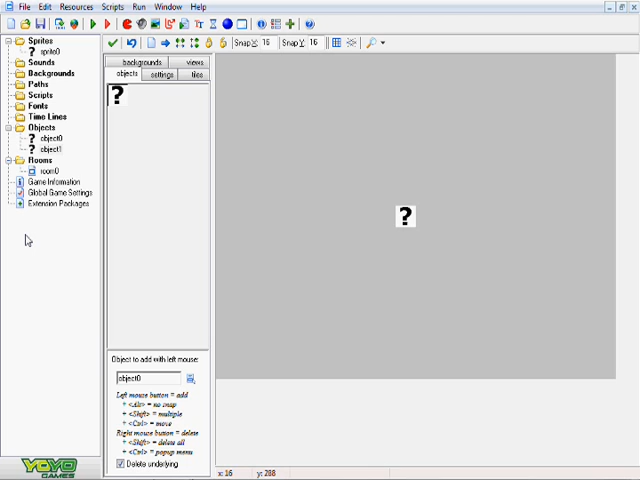 File Edit Resources Scripts Run Window Help
Snap X: 16 Snap Y: 16
Sprites
sprite0
Sounds
Backgrounds
Paths
Scripts
Fonts
Time Lines
Objects
object0
object1
Rooms
room0
Game Information
Global Game Settings
Extension Packages
backgrounds views
objects settings tiles
?
?
Object to add with left mouse:
object0
Left mouse button = add
+ <Alt> = no snap
+ <Shift> = multiple
+ <Ctrl> = move
Right mouse button = delete
+ <Shift> = delete all
+ <Ctrl> = popup menu
Delete underlying
YOYO
GAMES
x: 16 y: 288